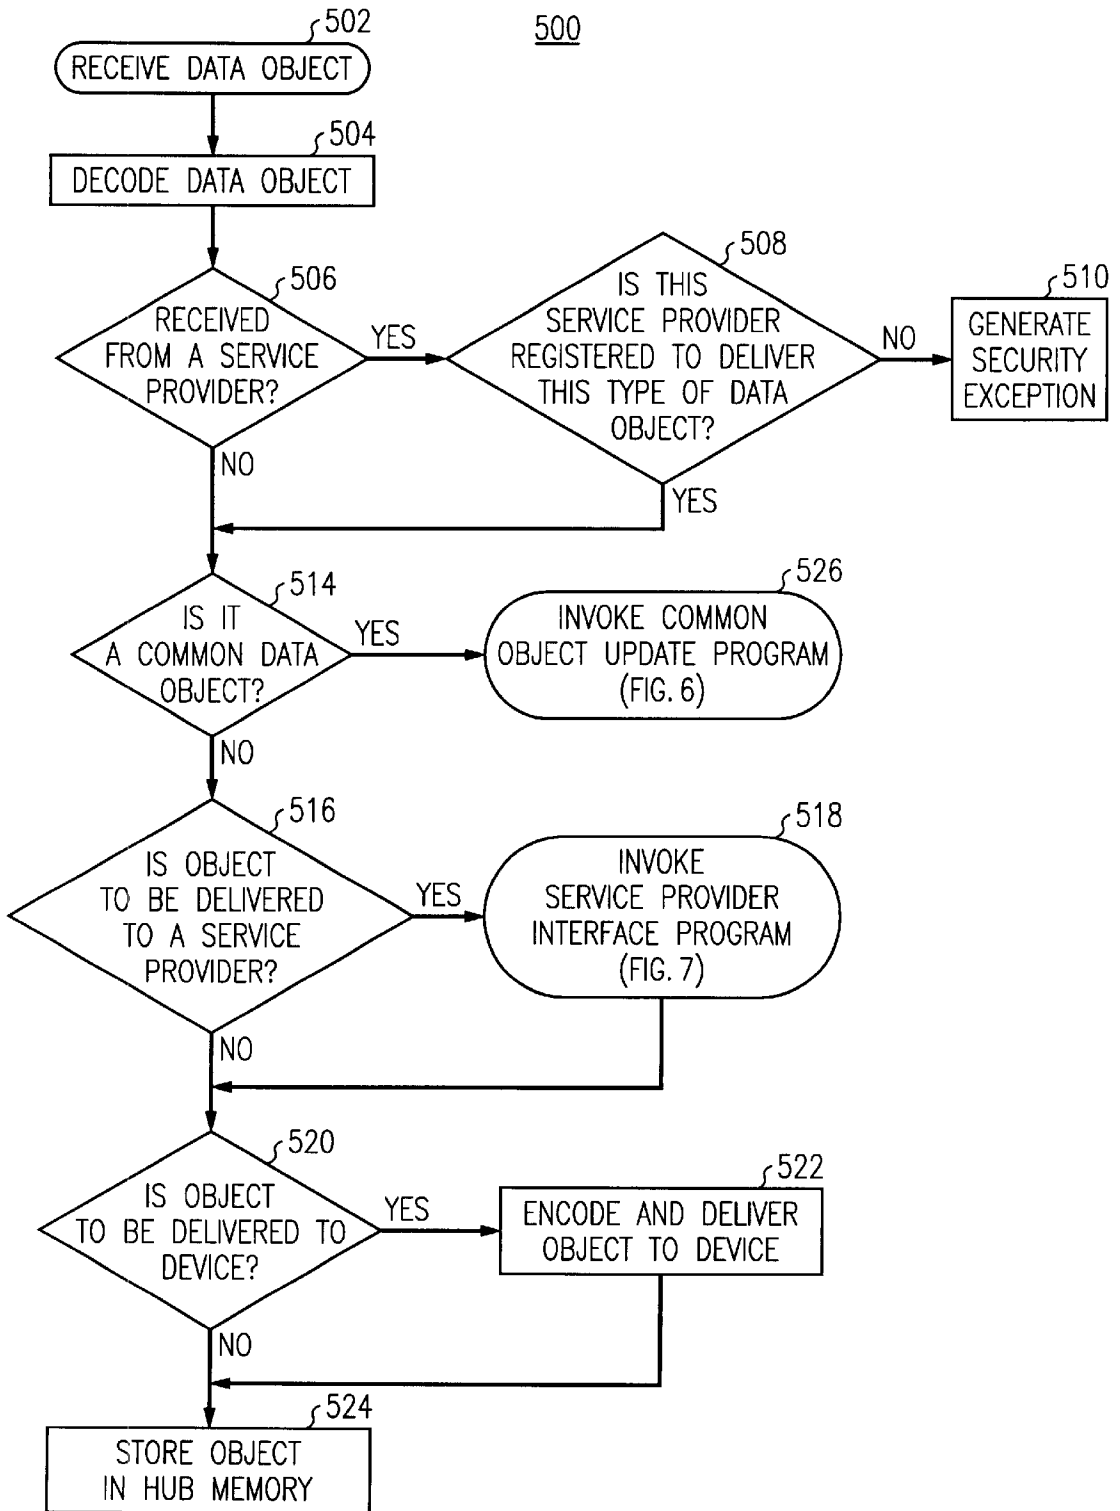 502
500
RECEIVE DATA OBJECT
504
DECODE DATA OBJECT
506
RECEIVED
FROM A SERVICE
PROVIDER?
YES
NO
508
IS THIS
SERVICE PROVIDER
REGISTERED TO DELIVER
THIS TYPE OF DATA
OBJECT?
NO
YES
510
GENERATE
SECURITY
EXCEPTION
514
IS IT
A COMMON DATA
OBJECT?
YES
NO
526
INVOKE COMMON
OBJECT UPDATE PROGRAM
(FIG. 6)
516
IS OBJECT
TO BE DELIVERED
TO A SERVICE
PROVIDER?
YES
NO
518
INVOKE
SERVICE PROVIDER
INTERFACE PROGRAM
(FIG. 7)
520
IS OBJECT
TO BE DELIVERED TO
DEVICE?
YES
NO
522
ENCODE AND DELIVER
OBJECT TO DEVICE
524
STORE OBJECT
IN HUB MEMORY